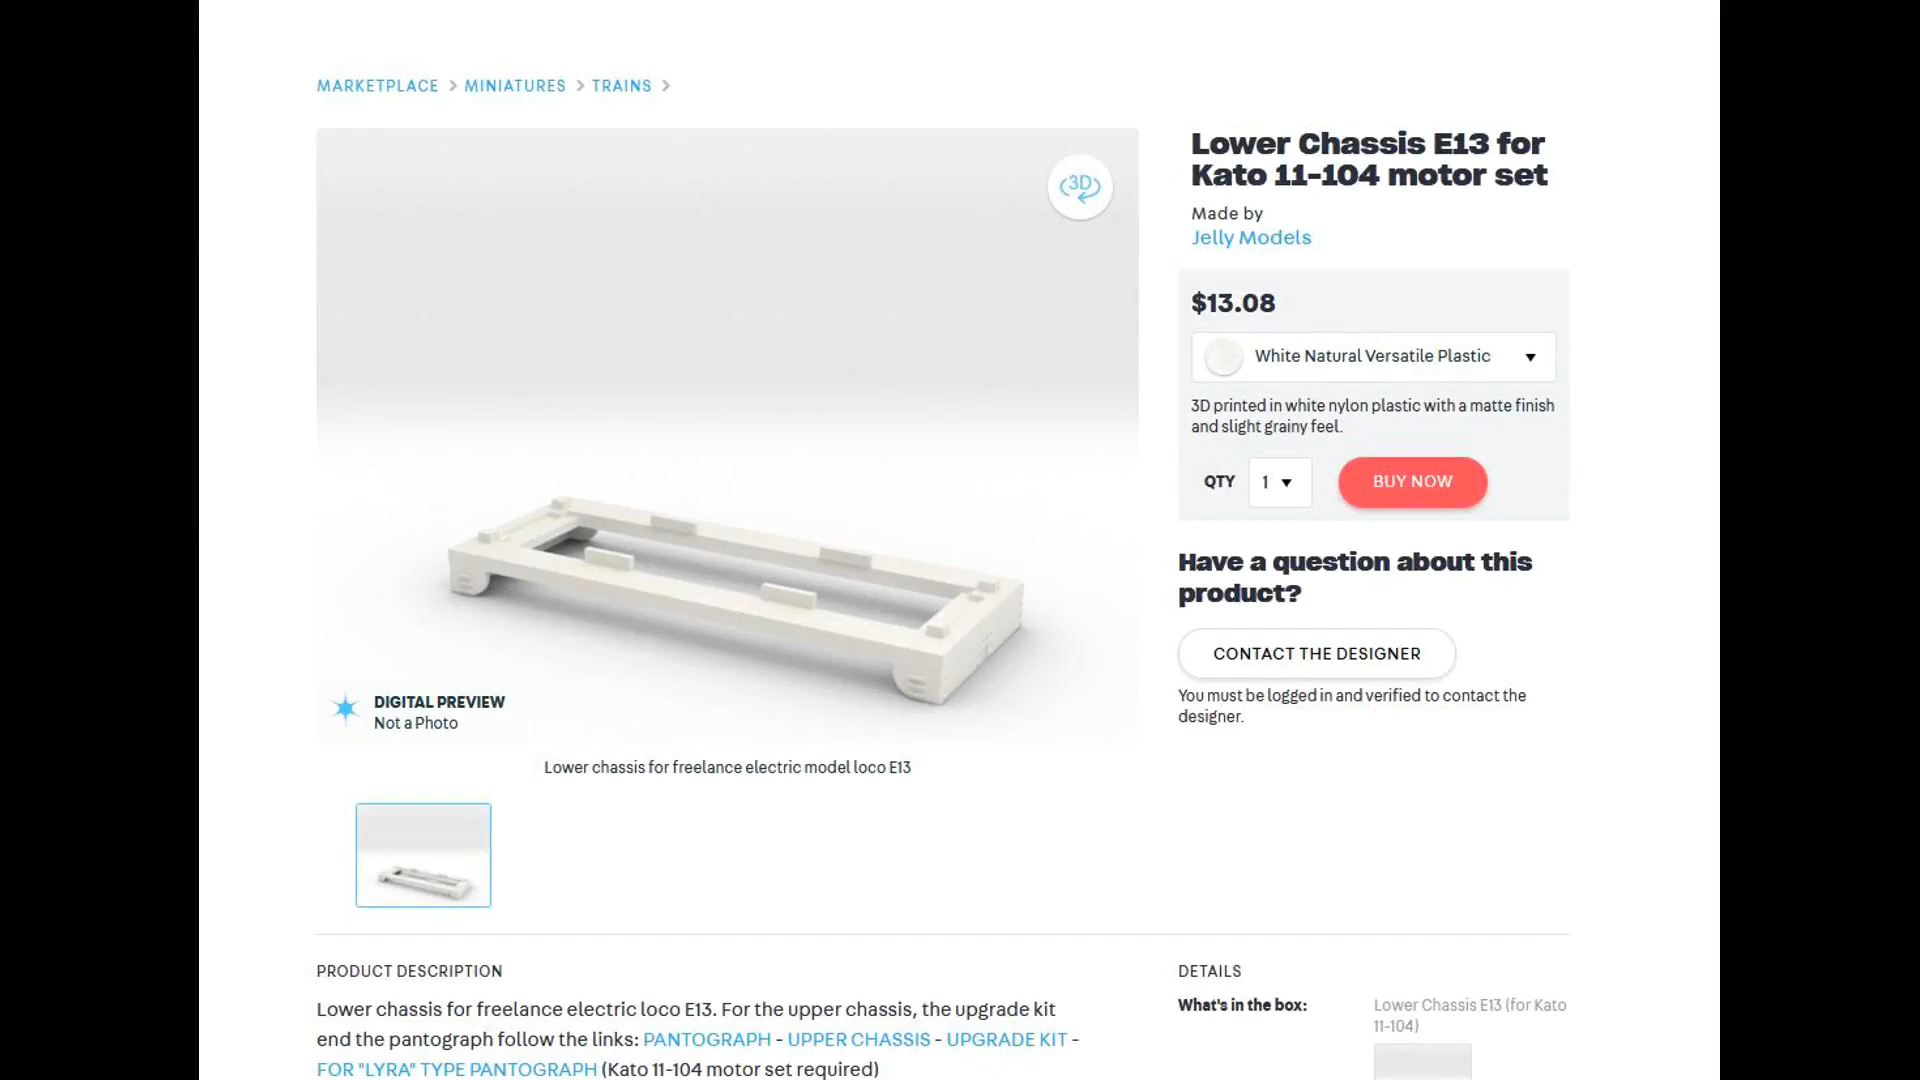 MARKETPLACE > MINIATURES > TRAINS >
3D
Lower Chassis E13 for
Kato 11-104 motor set
Made by
Jelly Models
$13.08
White Natural Versatile Plastic
3D printed in white nylon plastic with a matte finish
and slight grainy feel.
QTY 1 BUY NOW
Have a question about this
product?
CONTACT THE DESIGNER
You must be logged in and verified to contact the
designer.
DIGITAL PREVIEW
Not a Photo
Lower chassis for freelance electric model loco E13
PRODUCT DESCRIPTION
Lower chassis for freelance electric loco E13. For the upper chassis, the upgrade kit
end the pantograph follow the links: PANTOGRAPH - UPPER CHASSIS - UPGRADE KIT -
FOR "LYRA" TYPE PANTOGRAPH (Kato 11-104 motor set required)
DETAILS
What's in the box:
Lower Chassis E13 (for Kato
11-104)